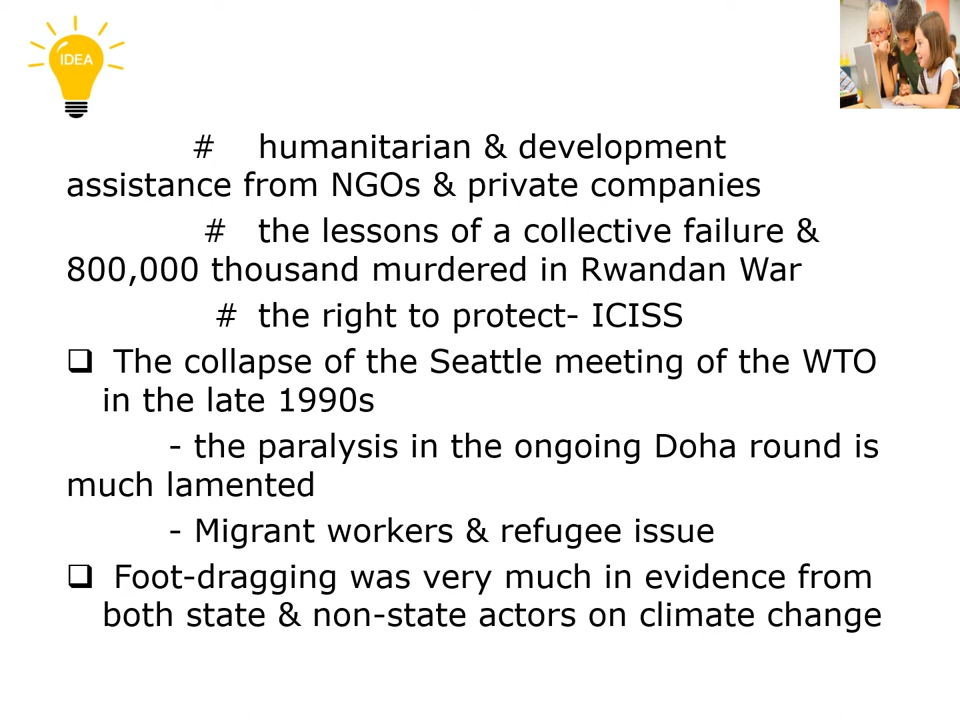 IDEA
# humanitarian & development
assistance from NGOs & private companies
# the lessons of a collective failure &
800,000 thousand murdered in Rwandan War
# the right to protect- ICISS
❑ The collapse of the Seattle meeting of the WTO
in the late 1990s
- the paralysis in the ongoing Doha round is
much lamented
- Migrant workers & refugee issue
❑ Foot-dragging was very much in evidence from
both state & non-state actors on climate change